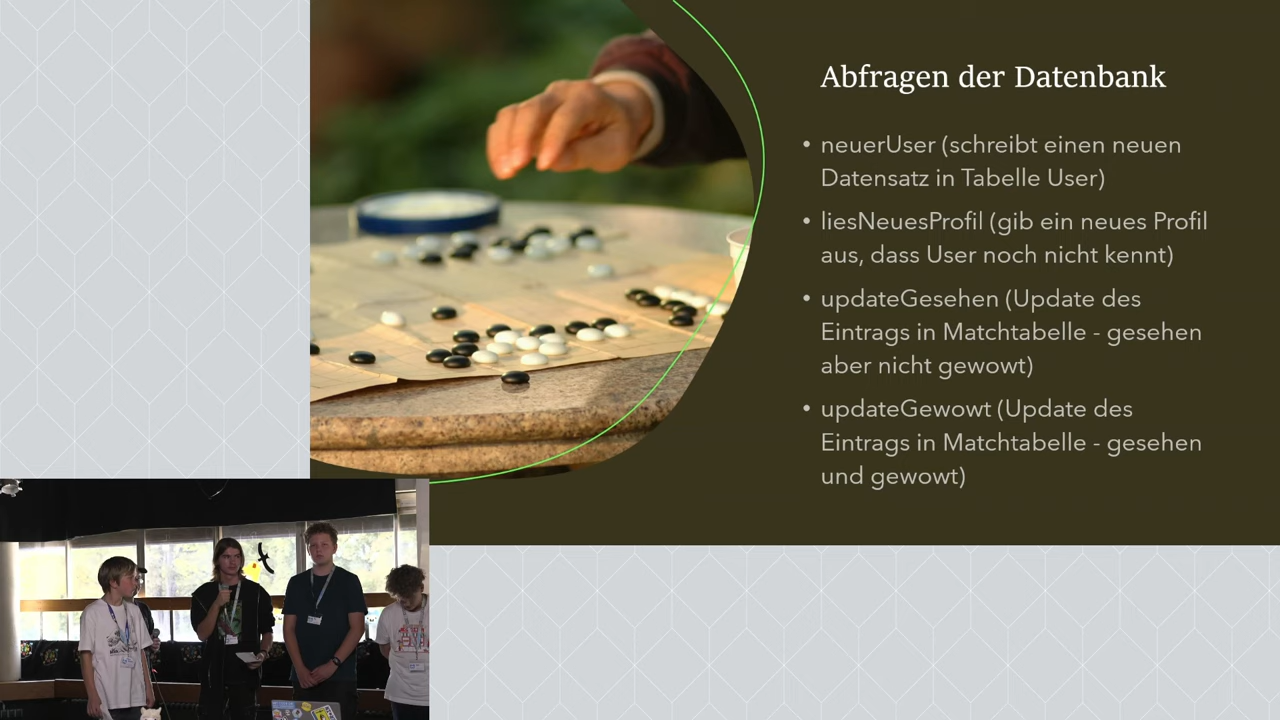 Abfragen der Datenbank
• neuerUser (schreibt einen neuen
Datensatz in Tabelle User)
• liesNeuesProfil (gib ein neues Profil
aus, dass User noch nicht kennt)
• updateGesehen (Update des
Eintrags in Matchtabelle - gesehen
aber nicht gewowt)
• updateGewowt (Update des
Eintrags in Matchtabelle - gesehen
und gewowt)